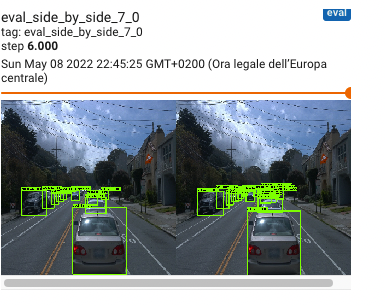 eval_side_by_side_7_0
eval
tag: eval_side_by_side_7_0
step 6.000
Sun May 08 2022 22:45:25 GMT+0200 (Ora legale dell'Europa
centrale)